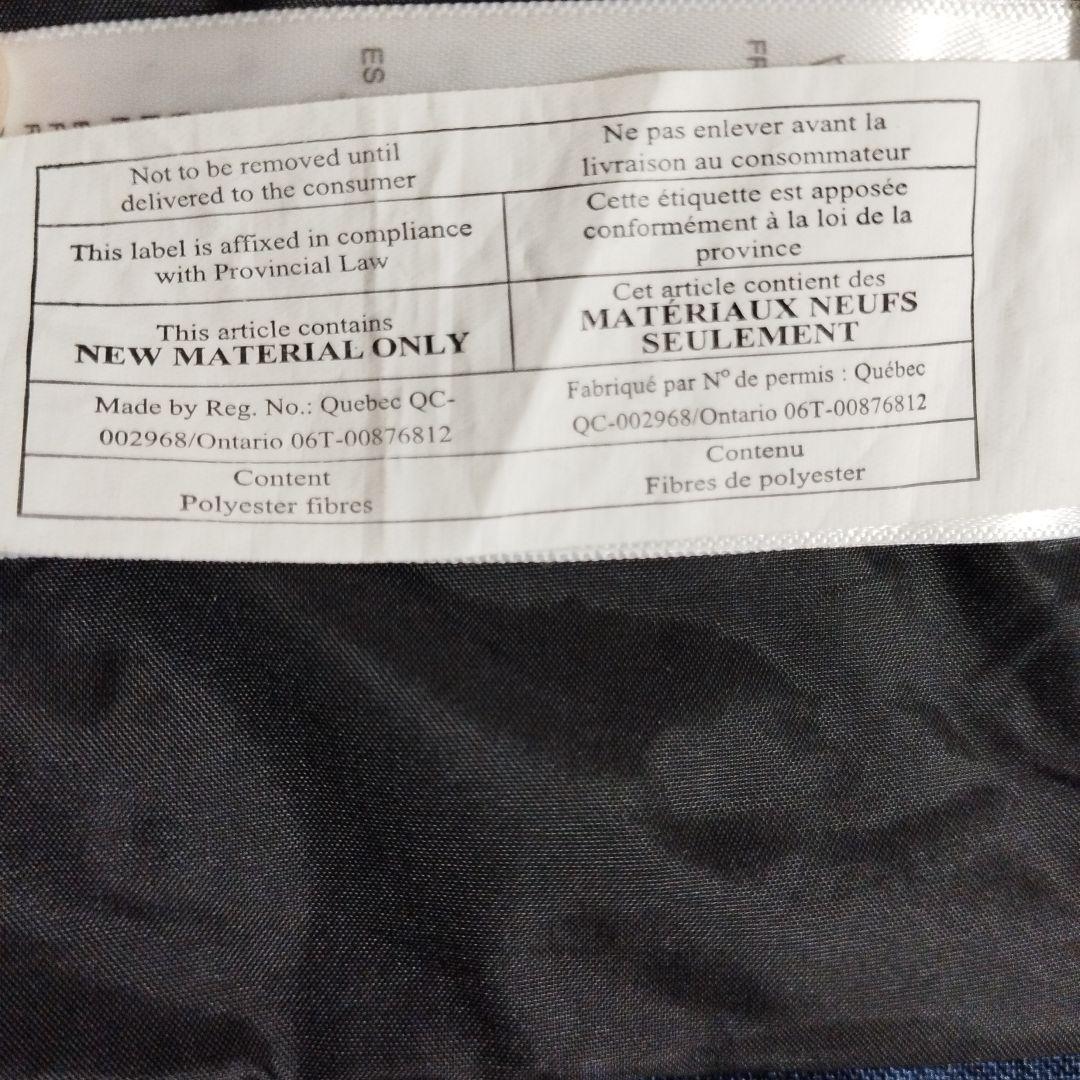 ES
FR
Not to be removed until
delivered to the consumer
Ne pas enlever avant la
livraison au consommateur
This label is affixed in compliance
with Provincial Law
Cette étiquette est apposée
conformément à la loi de la
province
This article contains
NEW MATERIAL ONLY
Cet article contient des
MATÉRIAUX NEUFS
SEULEMENT
Made by Reg. No.: Quebec QC-
002968/Ontario 06T-00876812
Fabriqué par Nº de permis : Québec
QC-002968/Ontario 06T-00876812
Content
Polyester fibres
Contenu
Fibres de polyester